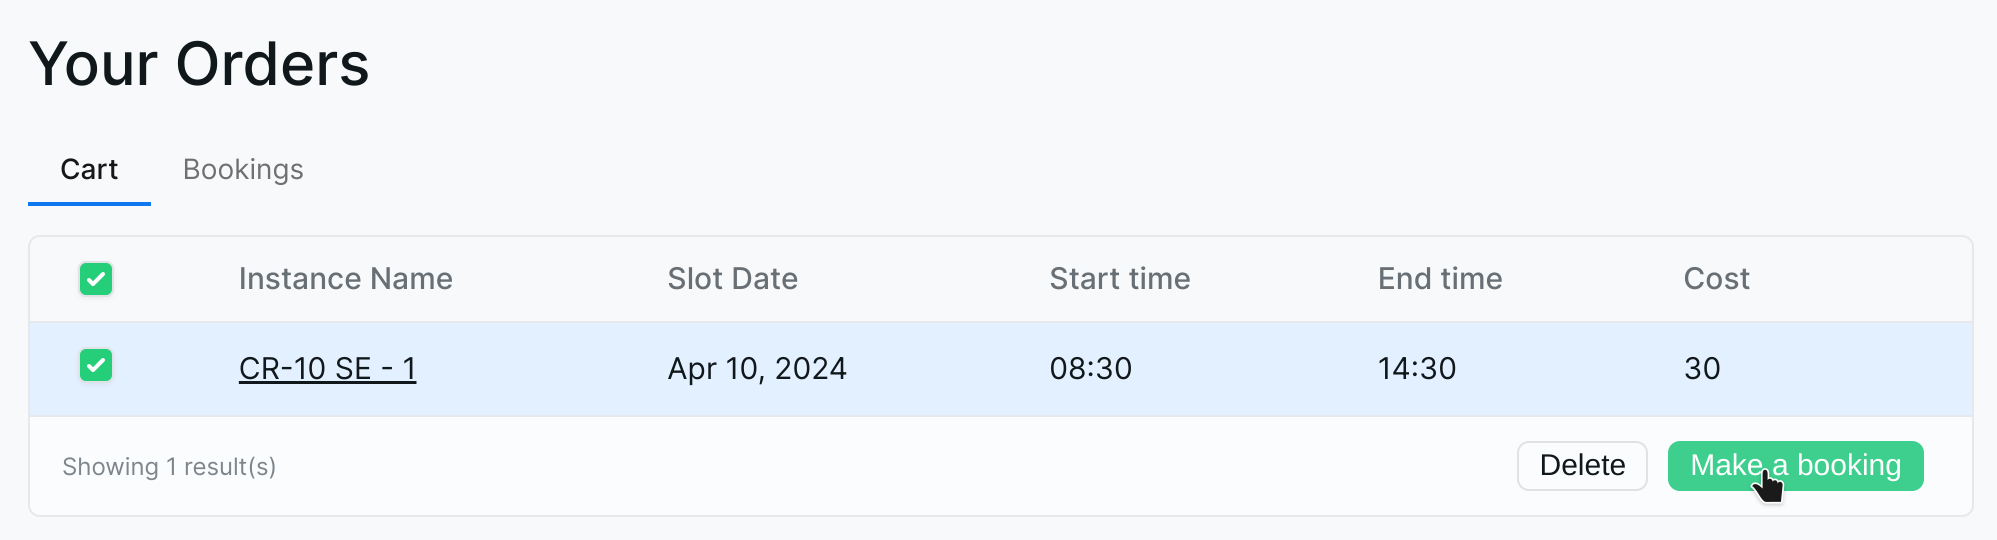 Your Orders
Cart Bookings
Instance Name Slot Date Start time End time Cost
CR-10 SE - 1 Apr 10, 2024 08:30 14:30 30
Showing 1 result(s) Delete Make a booking